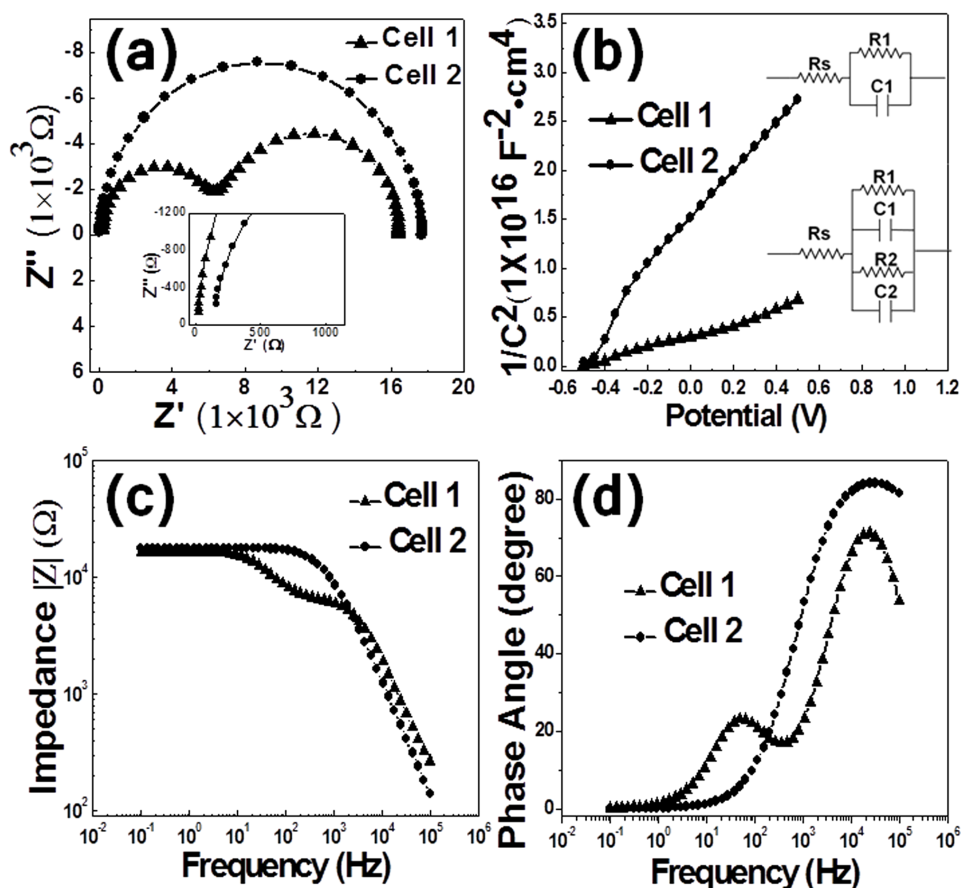 (a)
Cell 1
Cell 2
-8
-6
-4
-2
0
2
4
6
Z'' (1×10³Ω)
0 4 8 12 16 20
Z' (1×10³Ω)
-1200
-800
-400
0
Z'' (Ω)
0 500 1000
Z' (Ω)
(b)
Cell 1
Cell 2
3.5
3.0
2.5
2.0
1.5
1.0
0.5
0.0
1/C²(1X10¹⁶ F⁻²·cm⁴)
-0.6 -0.4 -0.2 0.0 0.2 0.4 0.6 0.8 1.0 1.2
Potential (V)
R1
Rs
C1
R1
C1
Rs
R2
C2
(c)
Cell 1
Cell 2
10⁵
10⁴
10³
10²
Impedance |Z| (Ω)
10⁻² 10⁻¹ 10⁰ 10¹ 10² 10³ 10⁴ 10⁵ 10⁶
Frequency (Hz)
(d)
Cell 1
Cell 2
80
60
40
20
0
Phase Angle (degree)
10⁻² 10⁻¹ 10⁰ 10¹ 10² 10³ 10⁴ 10⁵ 10⁶
Frequency (Hz)